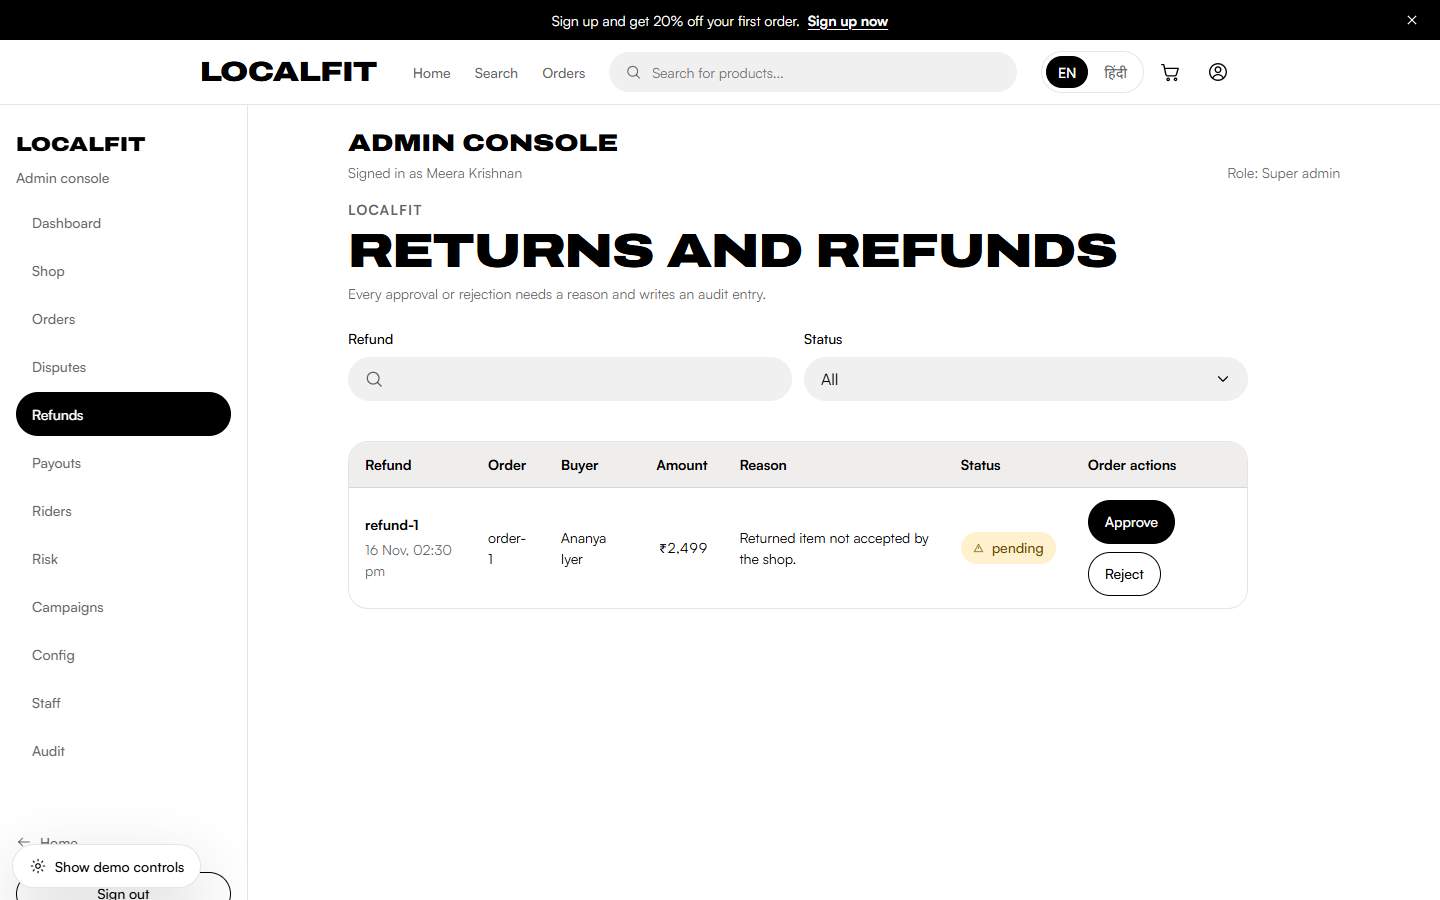 Sign up and get 20% off your first order. Sign up now
LOCALFIT
Home
Search
Orders
Search for products...
EN
हिंदी
LOCALFIT
Admin console
Dashboard
Shop
Orders
Disputes
Refunds
Payouts
Riders
Risk
Campaigns
Config
Staff
Audit
Home
Show demo controls
Sign out
ADMIN CONSOLE
Signed in as Meera Krishnan
Role: Super admin
LOCALFIT
RETURNS AND REFUNDS
Every approval or rejection needs a reason and writes an audit entry.
Refund
Status
All
Refund Order Buyer Amount Reason Status Order actions
refund-1
16 Nov, 02:30
pm
order-
1
Ananya
Iyer
₹2,499
Returned item not accepted by
the shop.
pending
Approve
Reject